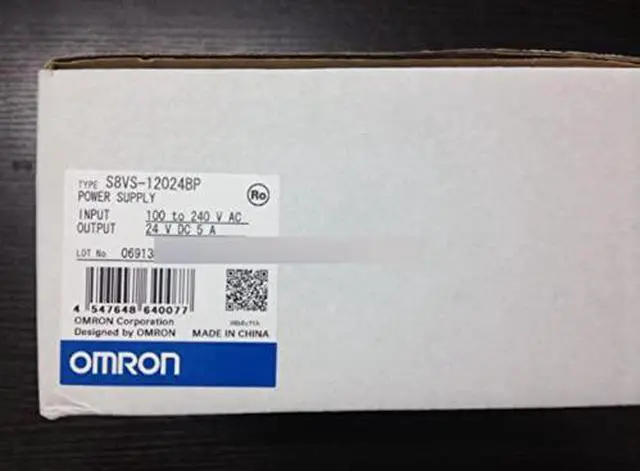 TYPE S8VS-12024BP
POWER SUPPLY
Ro
INPUT 100 to 240 V AC
OUTPUT 24 V DC 5 A
LOT No 06913
4 547648 640077
OMRON Corporation
Designed by OMRON
MADE IN CHINA
OMRON